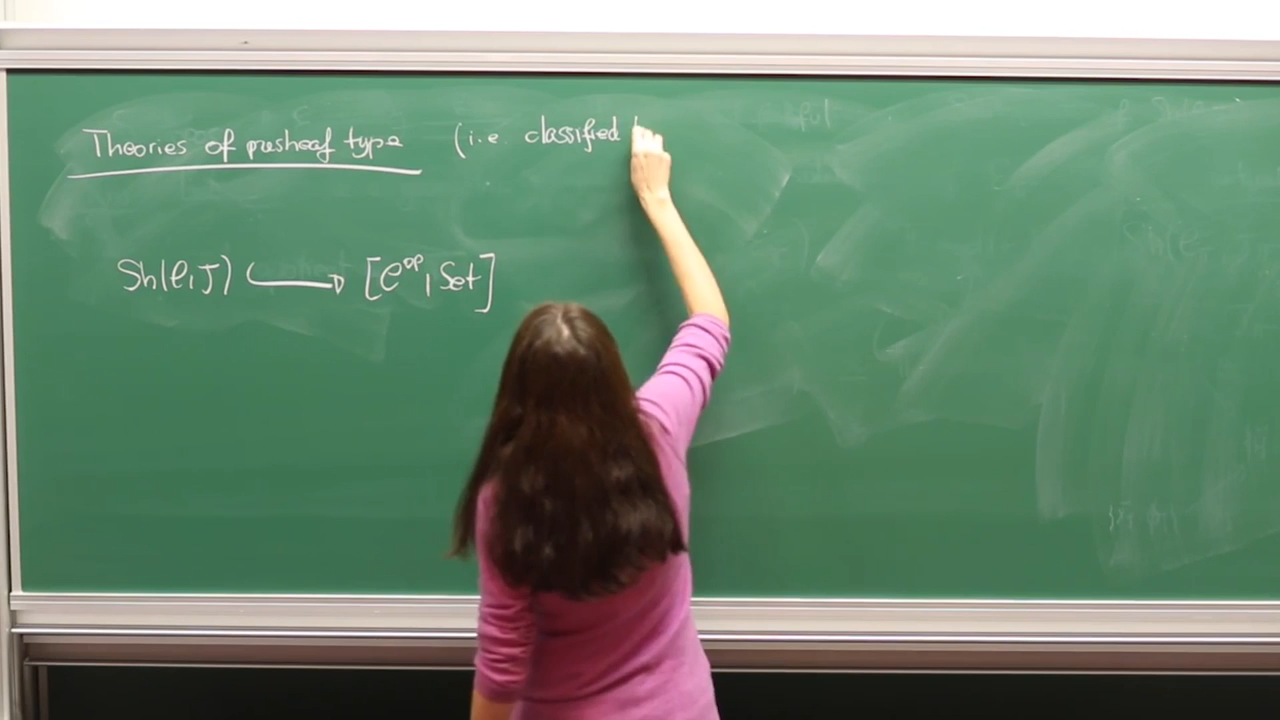 Theories of presheaf type (i.e. classified
Sh(C,J) ↪ [C^op, Set]